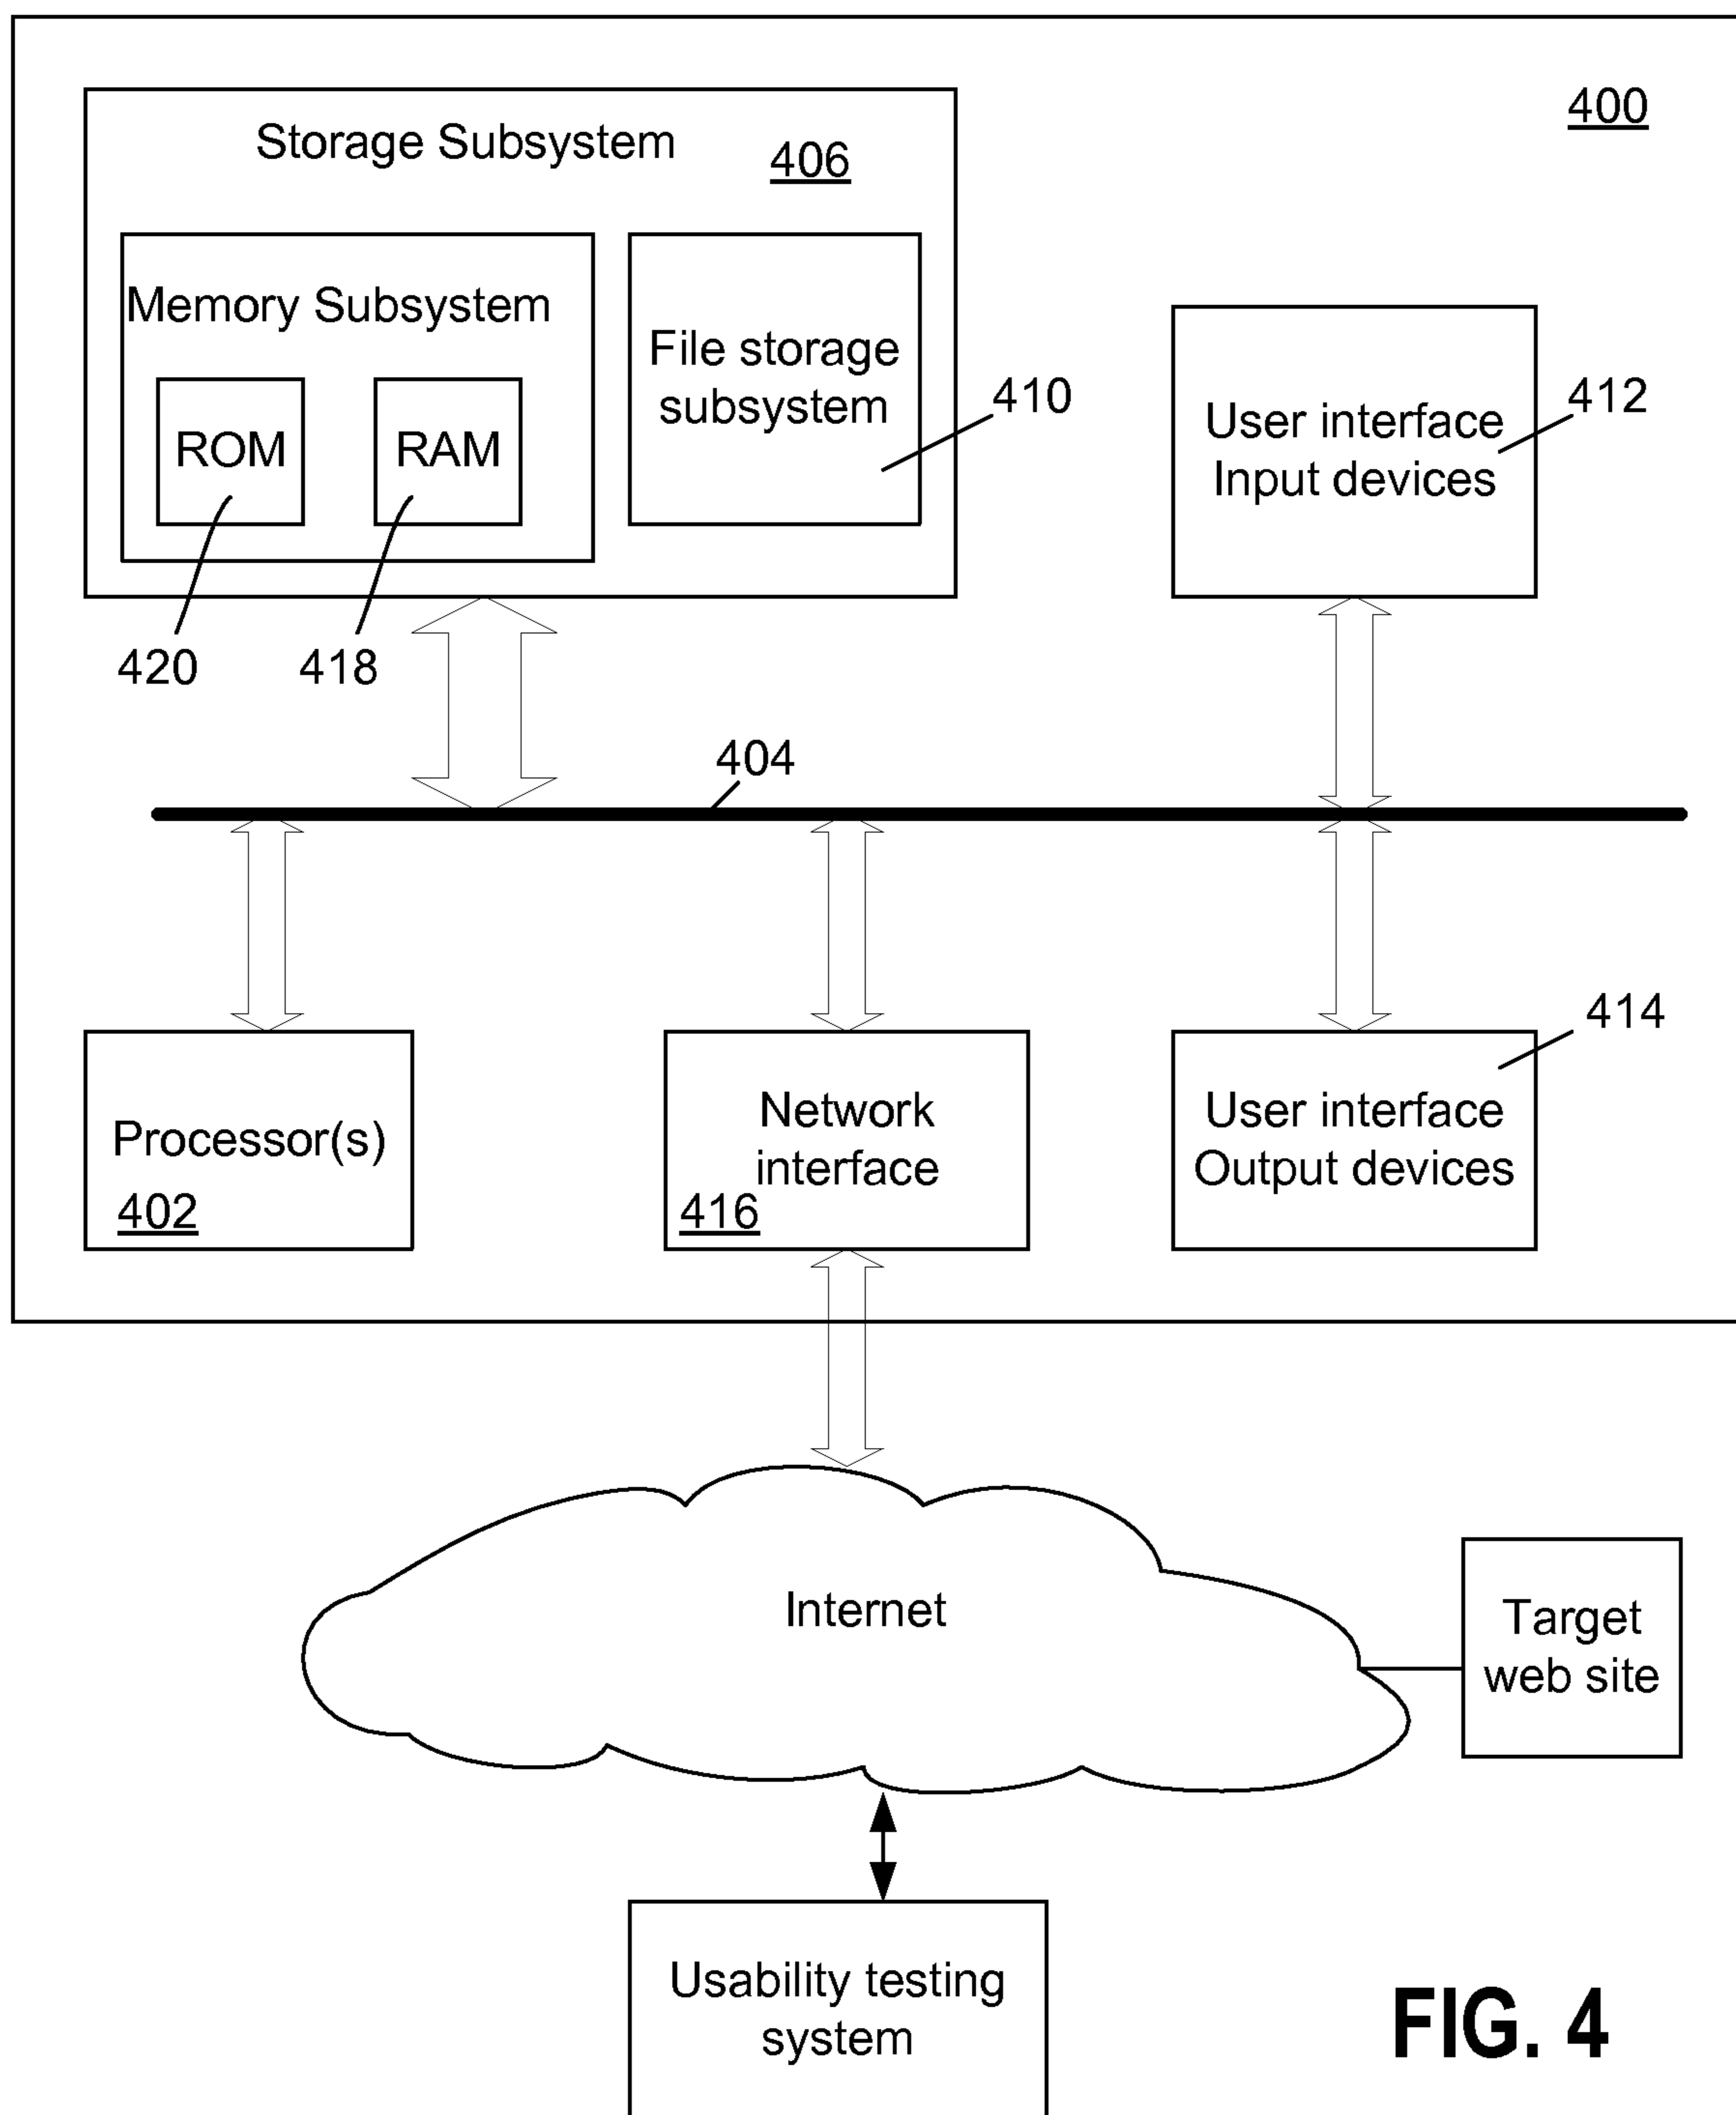 400
Storage Subsystem
406
Memory Subsystem
ROM
RAM
File storage
subsystem
410
User interface
Input devices
412
420
418
404
Processor(s)
402
Network
interface
416
User interface
Output devices
414
Internet
Target
web site
Usability testing
system
FIG. 4